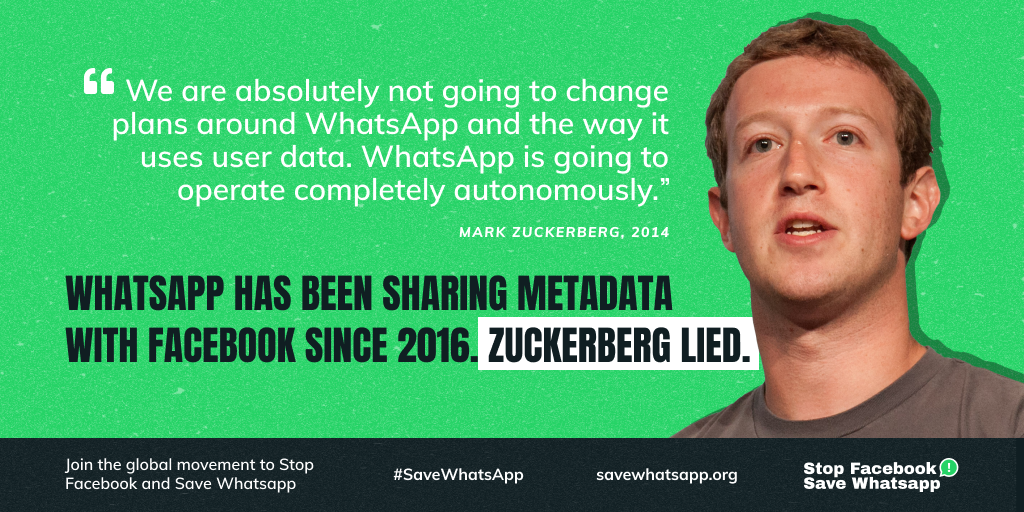 “ We are absolutely not going to change
plans around WhatsApp and the way it
uses user data. WhatsApp is going to
operate completely autonomously.”
MARK ZUCKERBERG, 2014
WHATSAPP HAS BEEN SHARING METADATA
WITH FACEBOOK SINCE 2016. ZUCKERBERG LIED.
Join the global movement to Stop
Facebook and Save Whatsapp
#SaveWhatsApp
savewhatsapp.org
Stop Facebook
Save Whatsapp